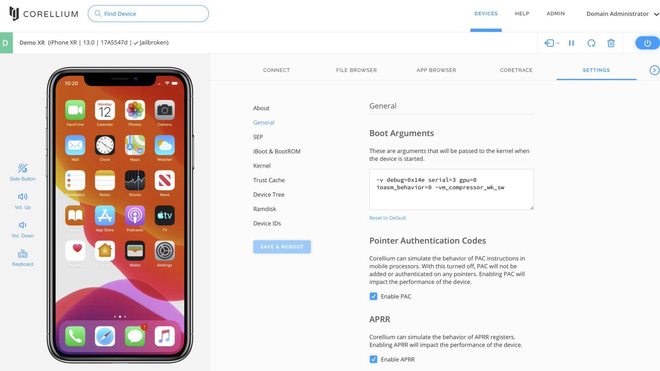 CORELLIUM
Find Device
DEVICES
HELP
ADMIN
Domain Administrator
D
Demo XR (iPhone XR | 13.0 | 17A5547d | ✓ Jailbroken)
CONNECT
FILE BROWSER
APP BROWSER
CORETRACE
SETTINGS
10:20
MONDAY
12
FaceTime
Calendar
Photos
Camera
Mail
Clock
Maps
Weather
News
Books
App Store
Podcasts
TV
tv
Health
Home
Wallet
Settings
Side Button
Vol. Up
Vol. Down
Keyboard
About
General
SEP
iBoot & BootROM
Kernel
Trust Cache
Device Tree
Ramdisk
Device IDs
SAVE & REBOOT
General
Boot Arguments
These are arguments that will be passed to the kernel when
the device is started.
-v debug=0x14e serial=3 gpu=0
ioasm_behavior=0 -vm_compressor_wk_sw
Reset to Default
Pointer Authentication Codes
Corellium can simulate the behavior of PAC instructions in
mobile processors. With this turned off, PAC will not be
added or authenticated on any pointers. Enabling PAC will
impact the performance of the device.
Enable PAC
APRR
Corellium can simulate the behavior of APRR registers.
Enabling APRR will impact the performance of the device.
Enable APRR